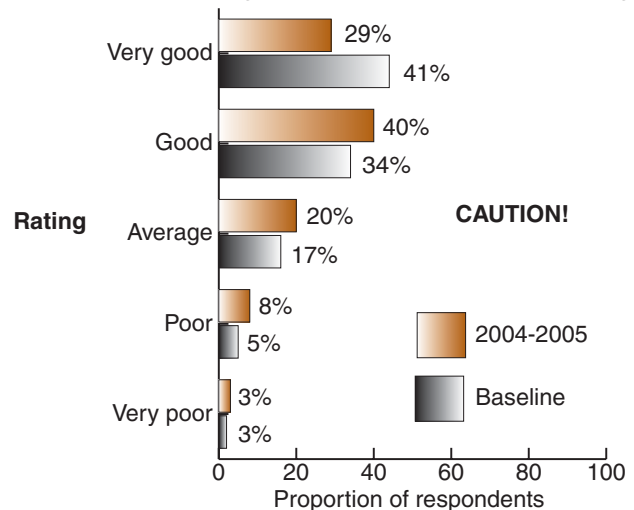 Very good
29%
41%
Good
40%
34%
Rating
Average
20%
17%
CAUTION!
Poor
8%
5%
2004-2005
Baseline
Very poor
3%
3%
0 20 40 60 80 100
Proportion of respondents